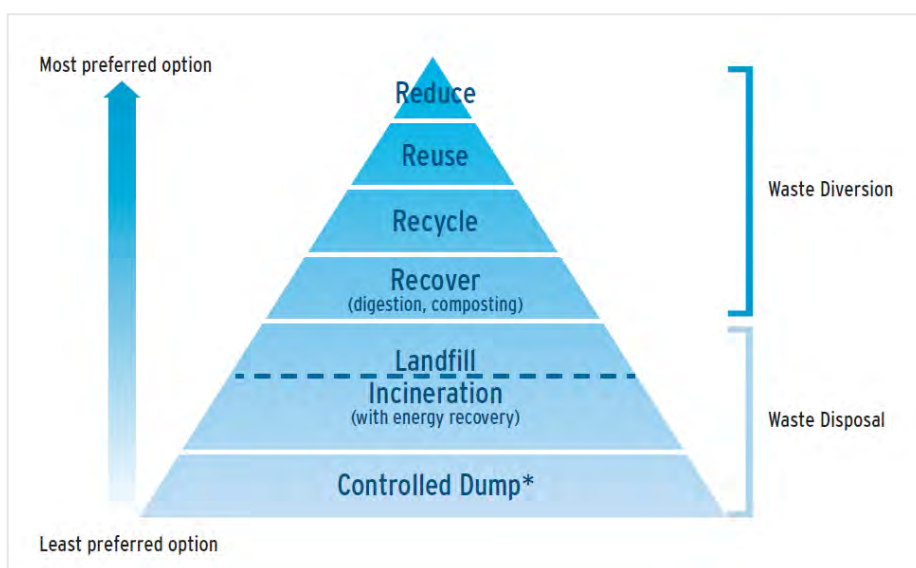 Most preferred option
Reduce
Reuse
Waste Diversion
Recycle
Recover
(digestion, composting)
Landfill
Incineration
(with energy recovery)
Waste Disposal
Controlled Dump*
Least preferred option